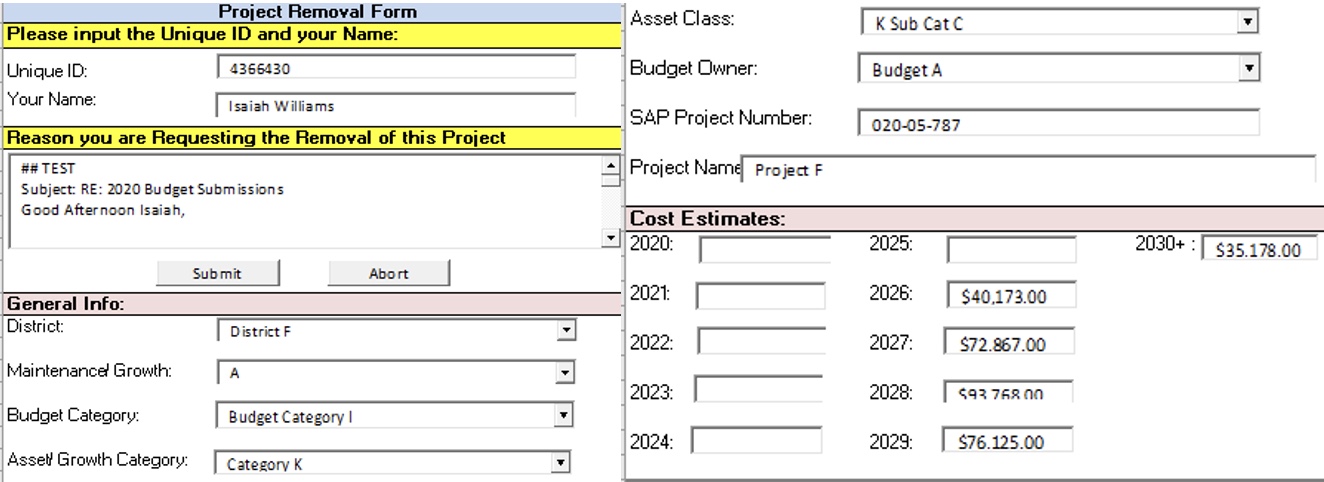 Project Removal Form
Please input the Unique ID and your Name:
Unique ID: 4366430
Your Name: Isaiah Williams
Reason you are Requesting the Removal of this Project
## TEST
Subject: RE: 2020 Budget Submissions
Good Afternoon Isaiah,
Submit Abort
General Info:
District: District F
Maintenance/ Growth: A
Budget Category: Budget Category I
Asset/ Growth Category: Category K
Asset Class: K Sub Cat C
Budget Owner: Budget A
SAP Project Number: 020-05-787
Project Name Project F
Cost Estimates:
2020: 2025: 2030+ : $35.178.00
2021: 2026: $40,173.00
2022: 2027: $72.867.00
2023: 2028: $93 768.00
2024: 2029: $76.125.00